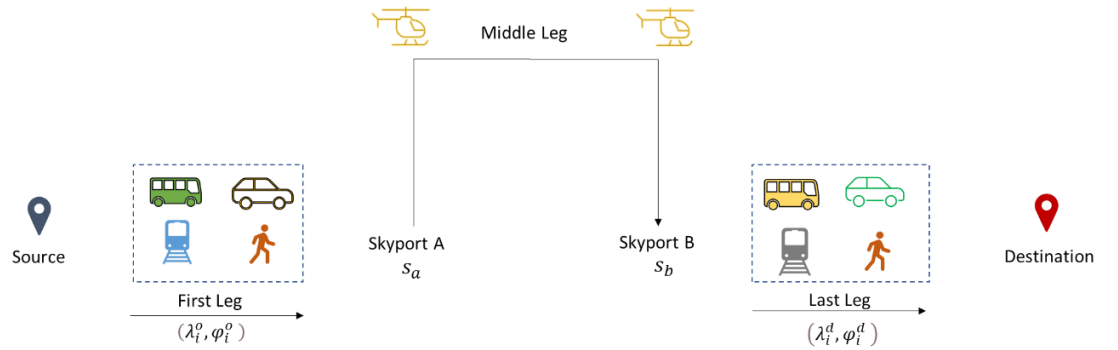 Middle Leg
Source
Skyport A
s_a
Skyport B
s_b
Destination
First Leg
(λ_i^o, φ_i^o)
Last Leg
(λ_i^d, φ_i^d)